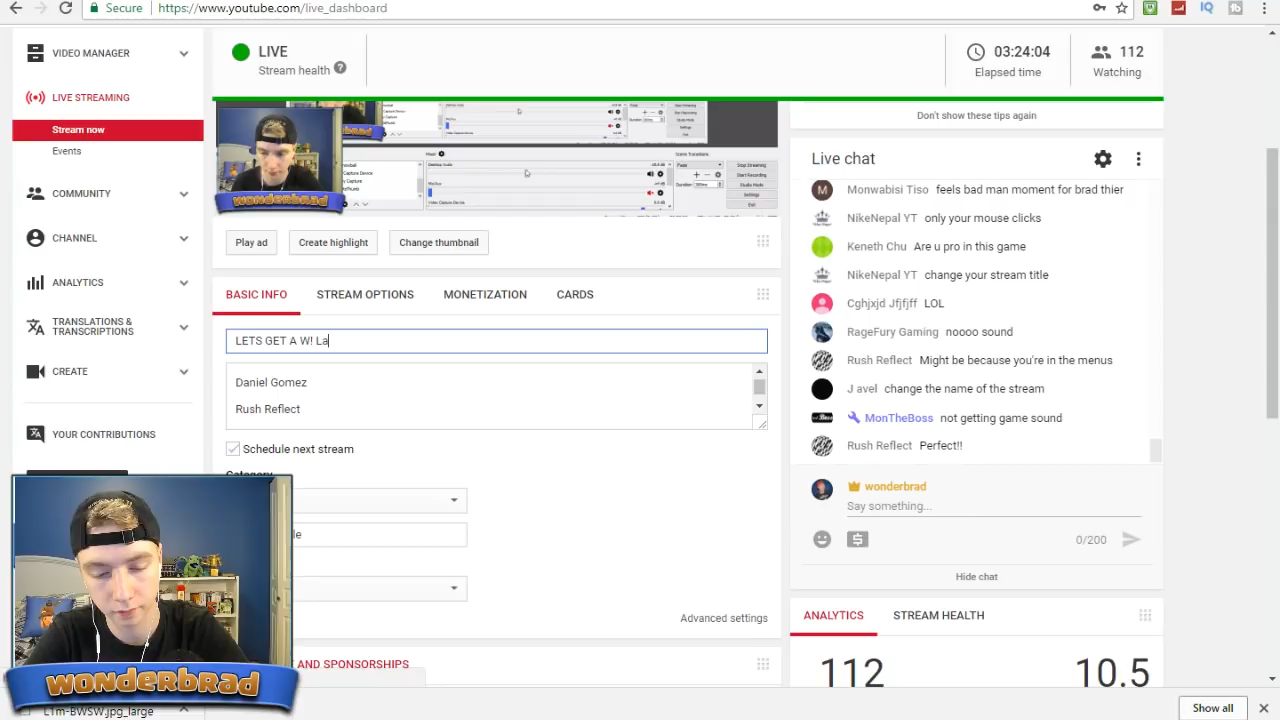 Secure https://www.youtube.com/live_dashboard
VIDEO MANAGER
LIVE STREAMING
Stream now
Events
COMMUNITY
CHANNEL
ANALYTICS
TRANSLATIONS &
TRANSCRIPTIONS
CREATE
YOUR CONTRIBUTIONS
LIVE
Stream health
03:24:04
Elapsed time
112
Watching
wonderbrad
Play ad
Create highlight
Change thumbnail
BASIC INFO
STREAM OPTIONS
MONETIZATION
CARDS
LETS GET A W! La
Daniel Gomez
Rush Reflect
Schedule next stream
Category
le
Advanced settings
AND SPONSORSHIPS
Don't show these tips again
Live chat
Monwabisi Tiso feels bad man moment for brad thier
NikeNepal YT only your mouse clicks
Keneth Chu Are u pro in this game
NikeNepal YT change your stream title
Cghjxjd Jfjfjff LOL
RageFury Gaming noooo sound
Rush Reflect Might be because you're in the menus
J avel change the name of the stream
MonTheBoss not getting game sound
Rush Reflect Perfect!!
wonderbrad
Say something...
0/200
Hide chat
ANALYTICS
STREAM HEALTH
112
10.5
wonderbrad
L1m-BWSW.jpg_large
Show all